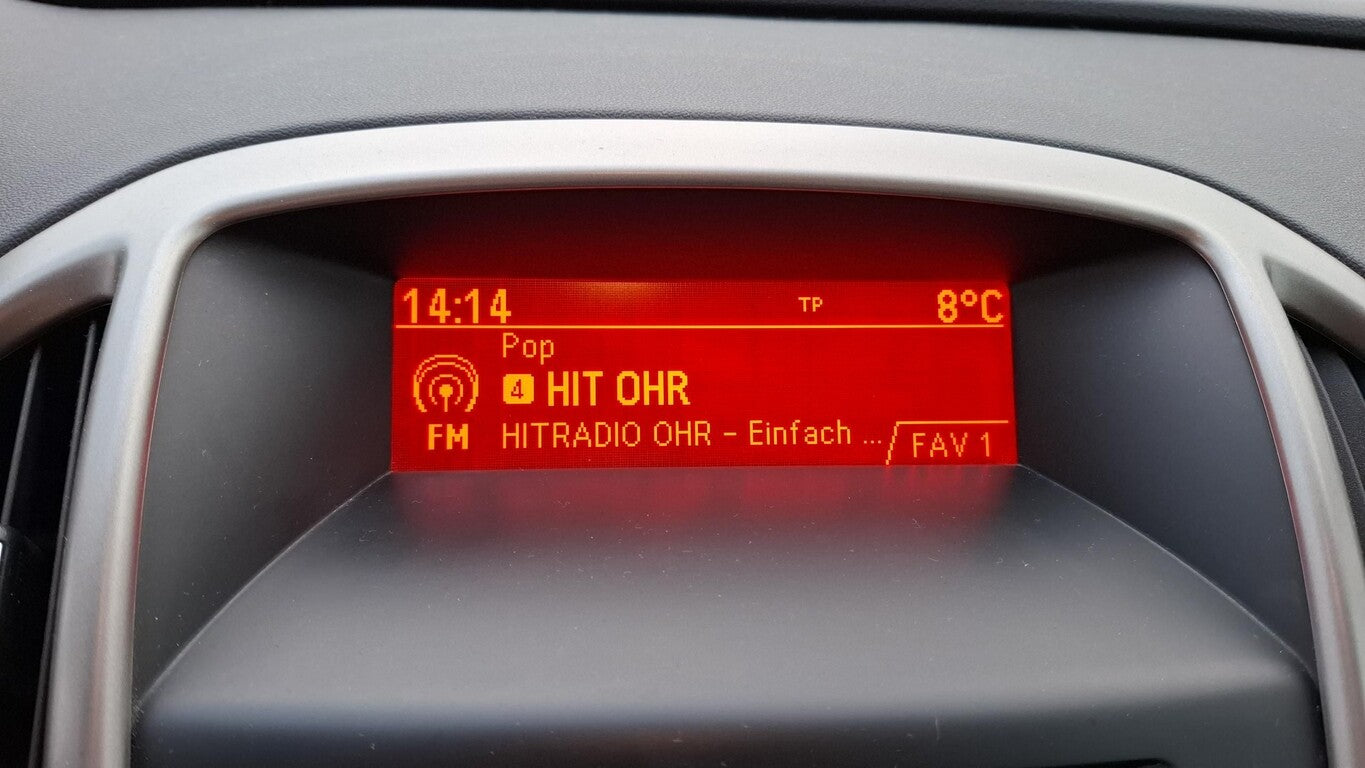 14:14 TP 8°C
Pop
4 HIT OHR
FM HITRADIO OHR - Einfach ... FAV 1